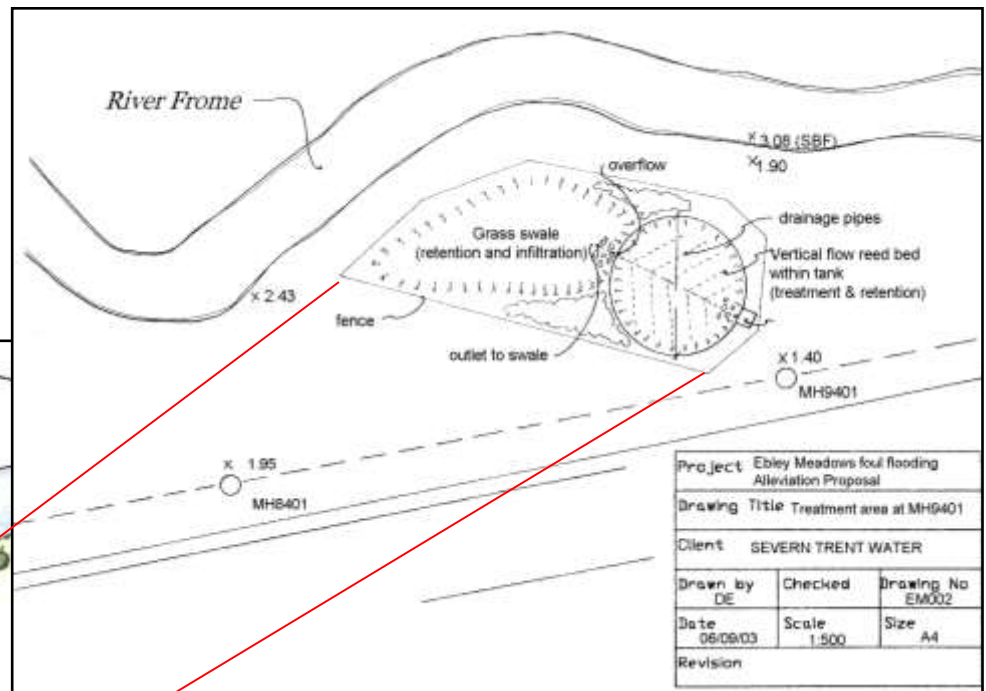 River Frome
x 3.08 (SBF)
x 1.90
overflow
drainage pipes
Grass swale
(retention and infiltration)
Vertical flow reed bed
within tank
(treatment & retention)
x 2.43
fence
outlet to swale
x 1.40
MH9401
x 1.95
MH8401
Project Ebley Meadows foul flooding
Alleviation Proposal
Drawing Title Treatment area at MH9401
Client SEVERN TRENT WATER
Drawn by Checked Drawing No
DE EM002
Date Scale Size
06/09/03 1:500 A4
Revision